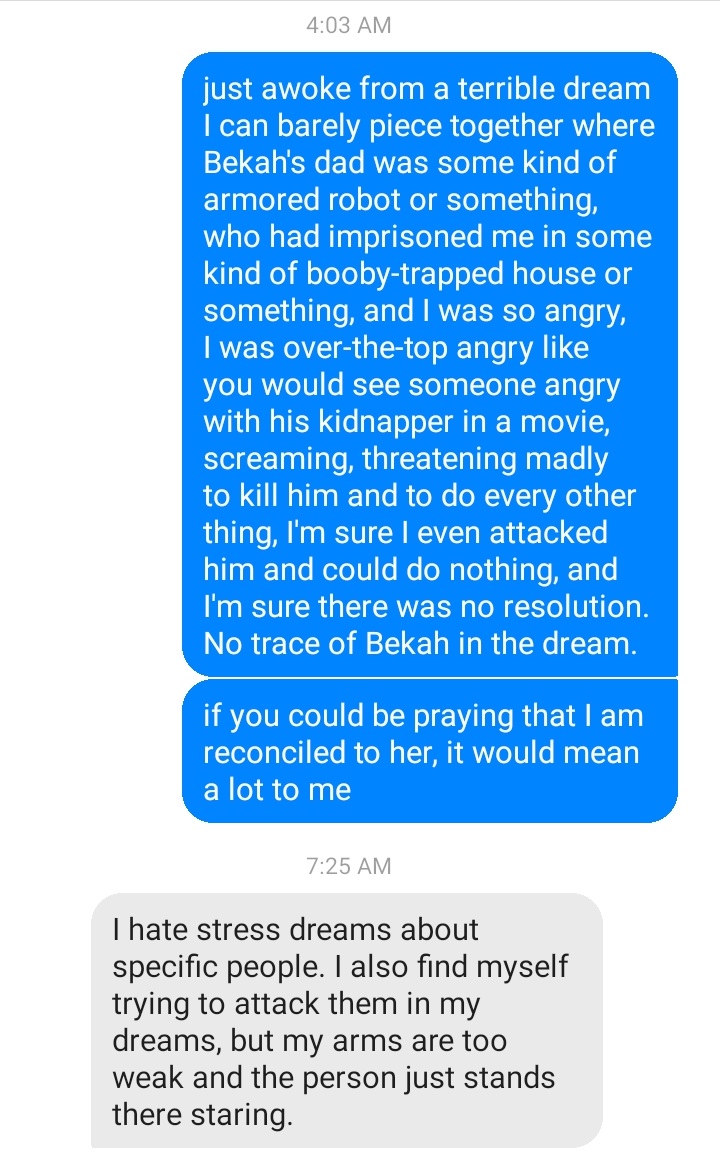 4:03 AM
just awoke from a terrible dream
I can barely piece together where
Bekah's dad was some kind of
armored robot or something,
who had imprisoned me in some
kind of booby-trapped house or
something, and I was so angry,
I was over-the-top angry like
you would see someone angry
with his kidnapper in a movie,
screaming, threatening madly
to kill him and to do every other
thing, I'm sure I even attacked
him and could do nothing, and
I'm sure there was no resolution.
No trace of Bekah in the dream.
if you could be praying that I am
reconciled to her, it would mean
a lot to me
7:25 AM
I hate stress dreams about
specific people. I also find myself
trying to attack them in my
dreams, but my arms are too
weak and the person just stands
there staring.